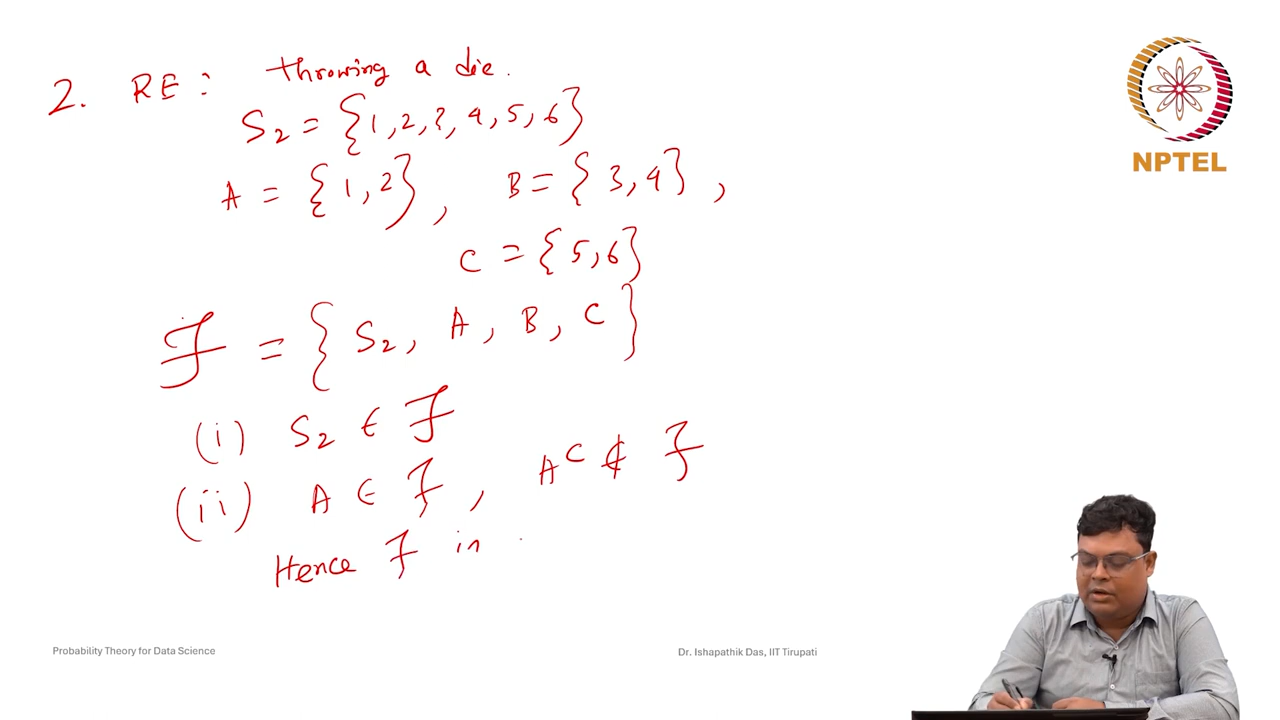 2. RE: throwing a die.
S₂ = {1, 2, 3, 4, 5, 6}
A = {1, 2}, B = {3, 4},
C = {5, 6}
ℱ = {S₂, A, B, C}
(i) S₂ ∈ ℱ
(ii) A ∈ ℱ, Aᶜ ∉ ℱ
Hence ℱ is
NPTEL
Probability Theory for Data Science
Dr. Ishapathik Das, IIT Tirupati